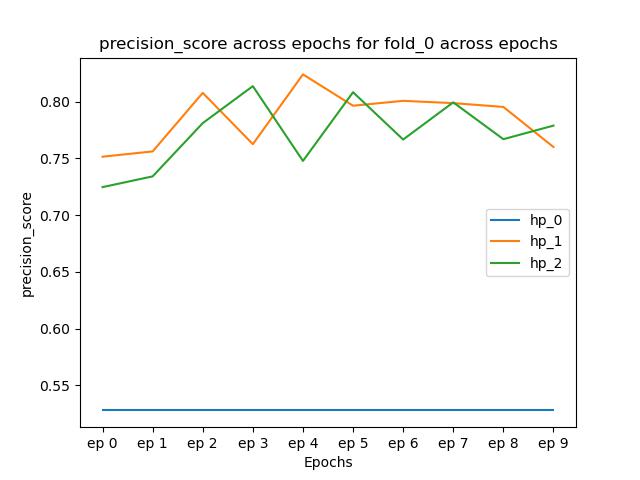 precision_score across epochs for fold_0 across epochs
precision_score
0.80
0.75
0.70
0.65
0.60
0.55
hp_0
hp_1
hp_2
ep 0 ep 1 ep 2 ep 3 ep 4 ep 5 ep 6 ep 7 ep 8 ep 9
Epochs